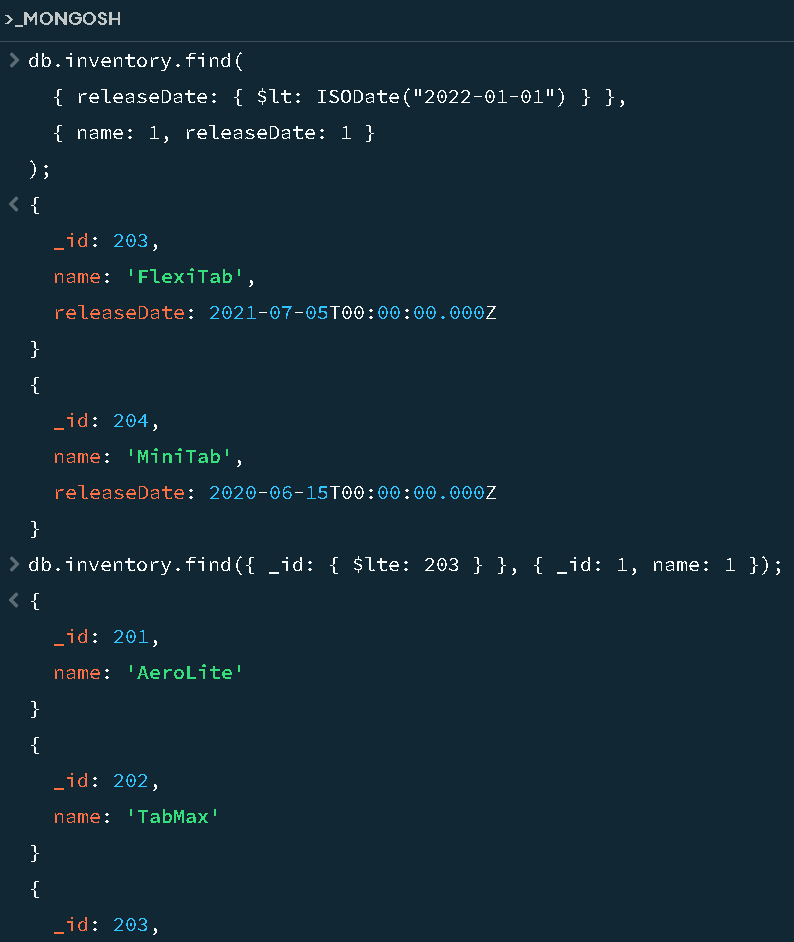 >_MONGOSH
> db.inventory.find(
{ releaseDate: { $lt: ISODate("2022-01-01") } },
{ name: 1, releaseDate: 1 }
);
< {
_id: 203,
name: 'FlexiTab',
releaseDate: 2021-07-05T00:00:00.000Z
}
{
_id: 204,
name: 'MiniTab',
releaseDate: 2020-06-15T00:00:00.000Z
}
> db.inventory.find({ _id: { $lte: 203 } }, { _id: 1, name: 1 });
< {
_id: 201,
name: 'AeroLite'
}
{
_id: 202,
name: 'TabMax'
}
{
_id: 203,